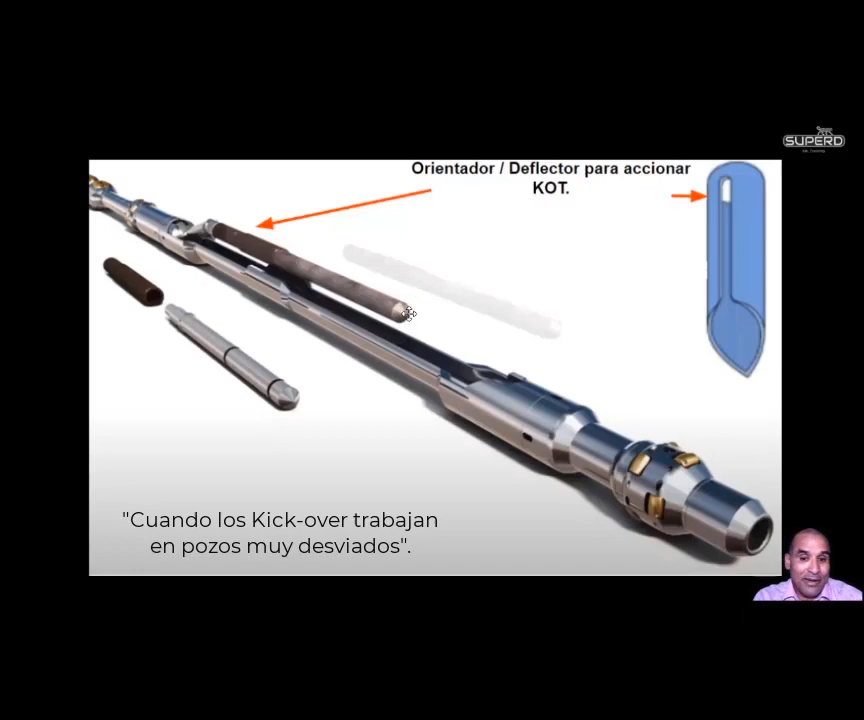 Orientador / Deflector para accionar
KOT.
SUPERD
"Cuando los Kick-over trabajan
en pozos muy desviados".